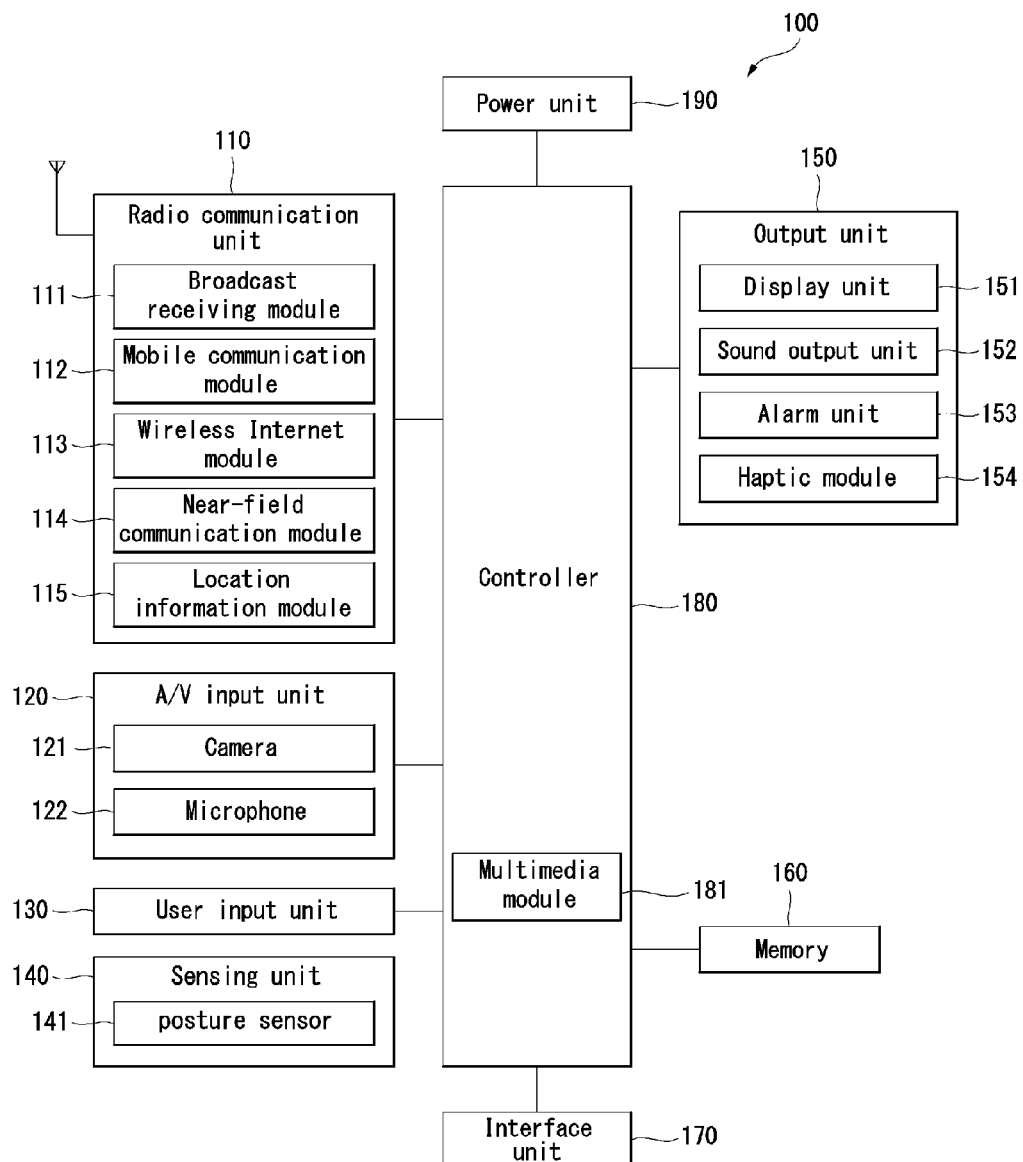 100
Power unit
190
110
Radio communication
unit
111
Broadcast
receiving module
112
Mobile communication
module
113
Wireless Internet
module
114
Near-field
communication module
115
Location
information module
120
A/V input unit
121
Camera
122
Microphone
130
User input unit
140
Sensing unit
141
posture sensor
Controller
180
Multimedia
module
181
150
Output unit
Display unit
151
Sound output unit
152
Alarm unit
153
Haptic module
154
160
Memory
Interface
unit
170